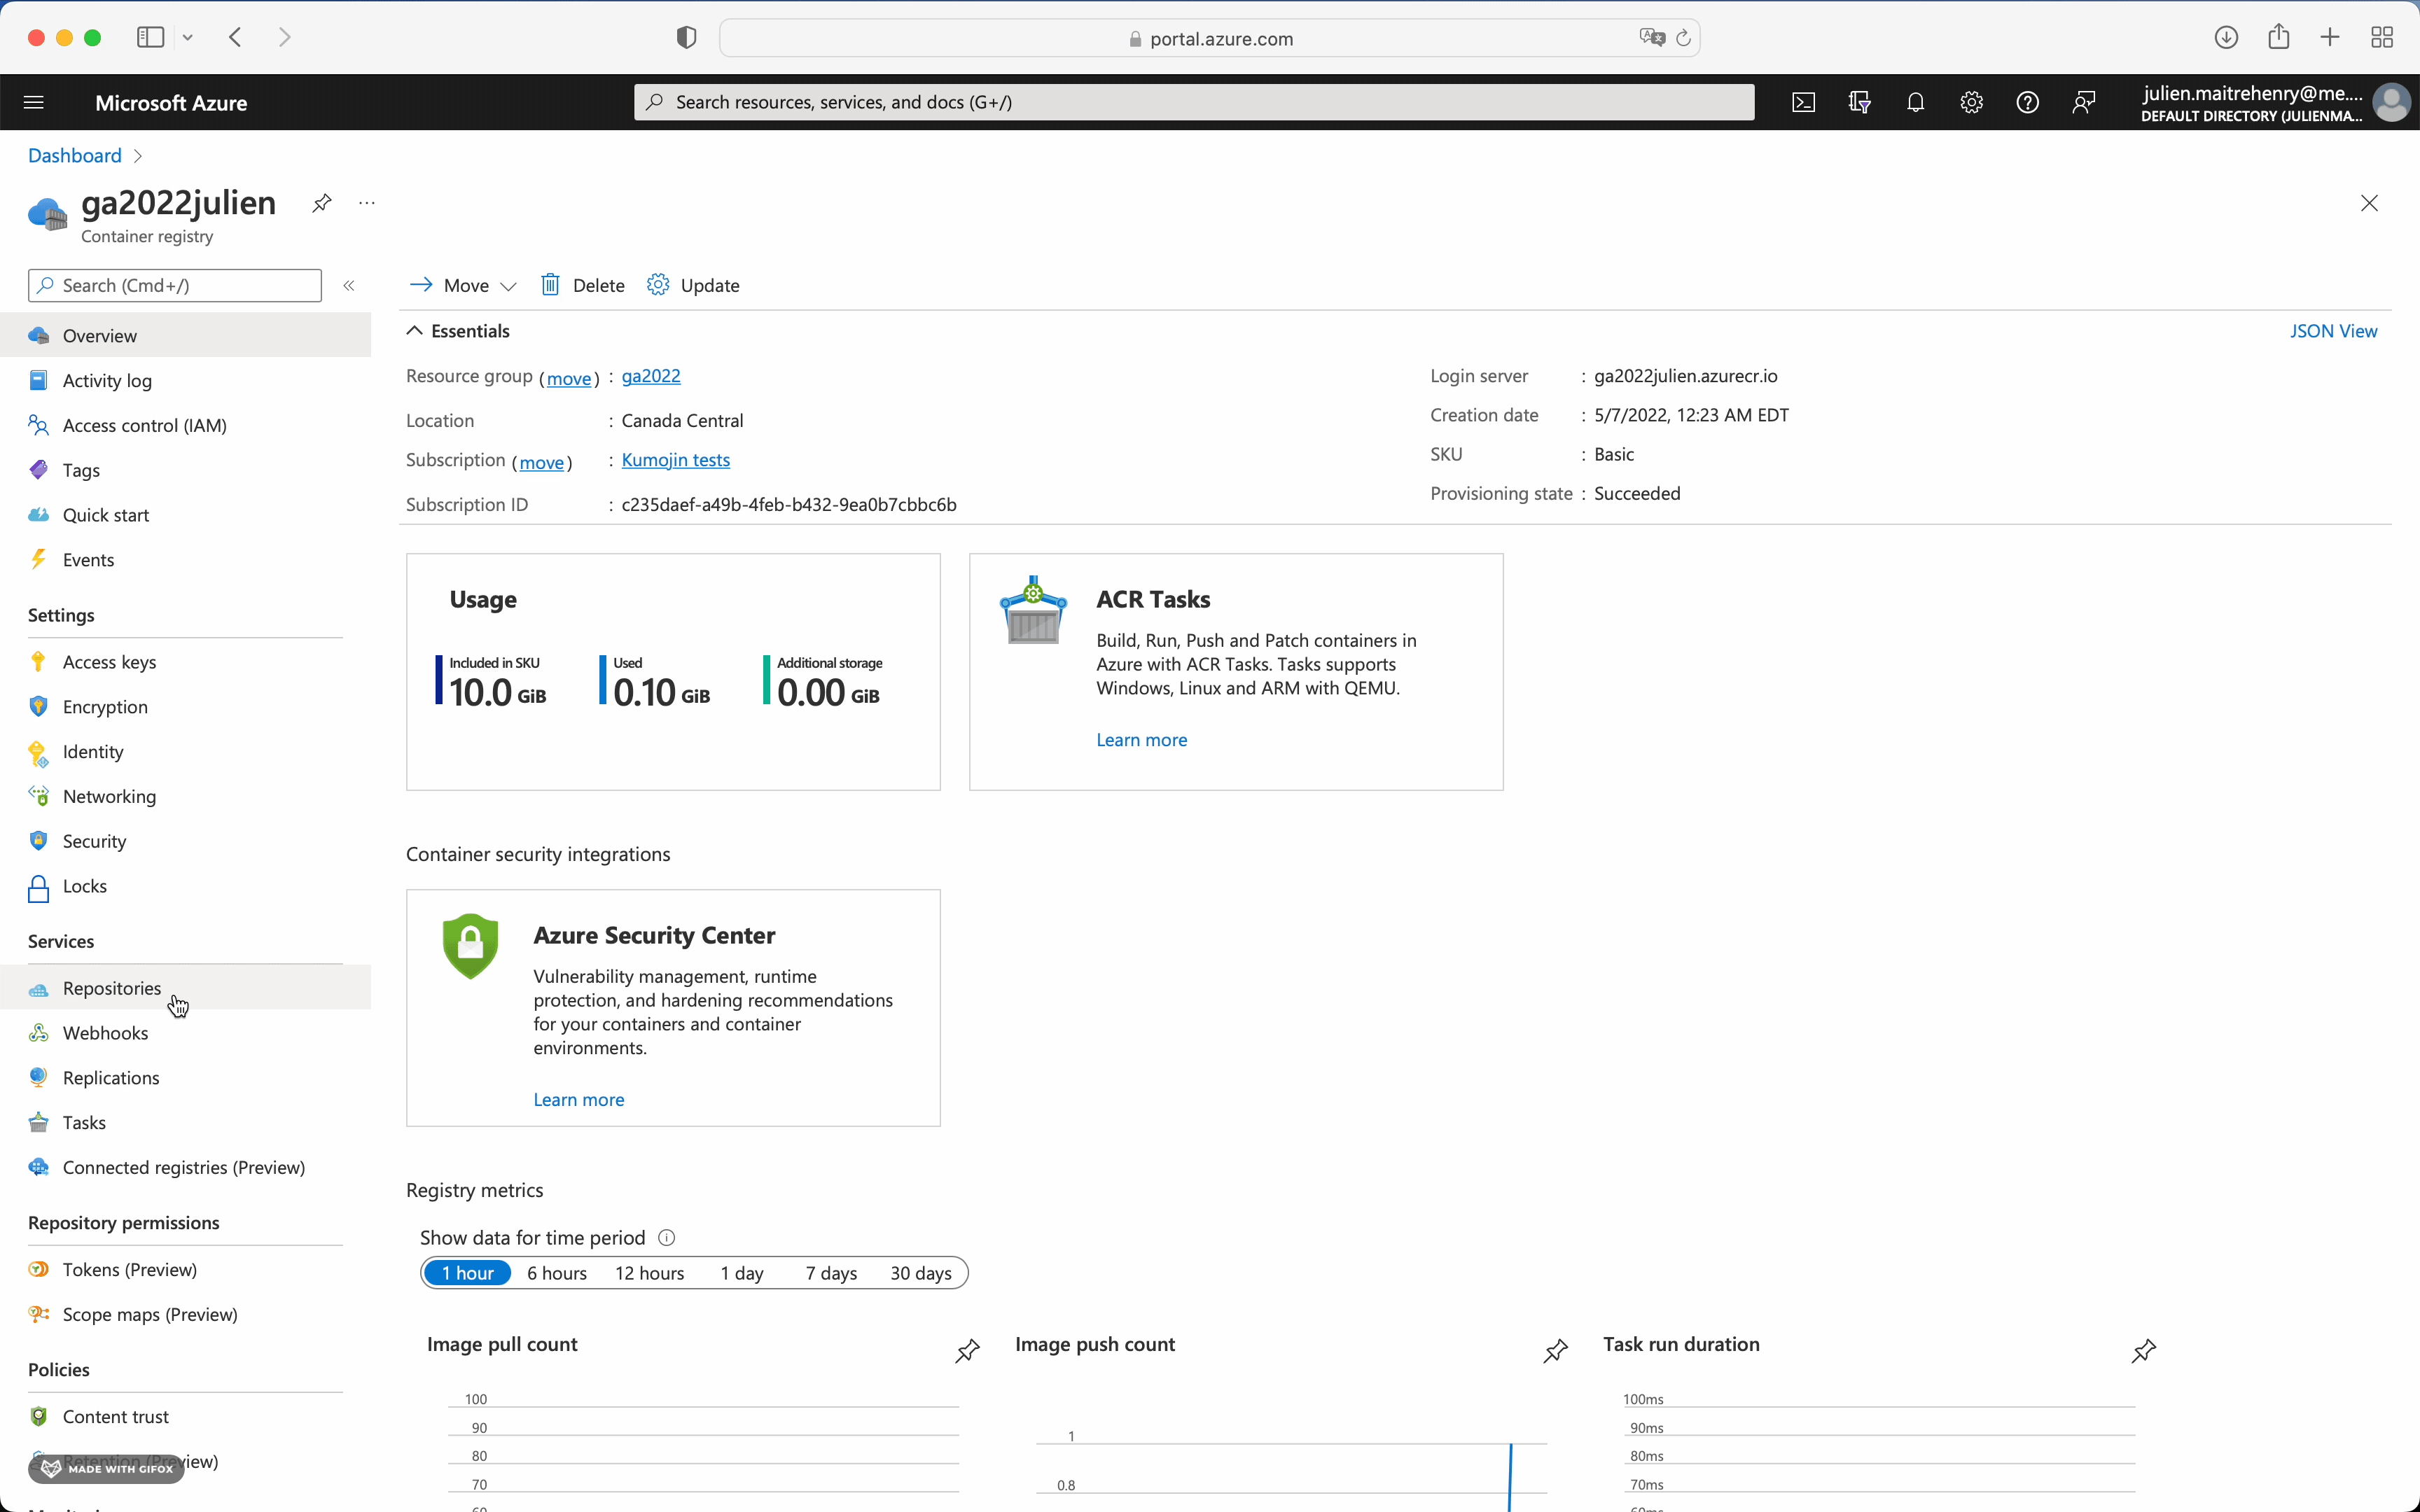 portal.azure.com
Microsoft Azure
Search resources, services, and docs (G+/)
julien.maitrehenry@me....
DEFAULT DIRECTORY (JULIENMA...
Dashboard
ga2022julien
Container registry
Search (Cmd+/)
Move
Delete
Update
Overview
Activity log
Access control (IAM)
Tags
Quick start
Events
Settings
Access keys
Encryption
Identity
Networking
Security
Locks
Services
Repositories
Webhooks
Replications
Tasks
Connected registries (Preview)
Repository permissions
Tokens (Preview)
Scope maps (Preview)
Policies
Content trust
Retention (Preview)
MADE WITH GIFOX
Essentials
JSON View
Resource group (move) : ga2022
Location : Canada Central
Subscription (move) : Kumojin tests
Subscription ID : c235daef-a49b-4feb-b432-9ea0b7cbbc6b
Login server : ga2022julien.azurecr.io
Creation date : 5/7/2022, 12:23 AM EDT
SKU : Basic
Provisioning state : Succeeded
Usage
Included in SKU
10.0 GiB
Used
0.10 GiB
Additional storage
0.00 GiB
ACR Tasks
Build, Run, Push and Patch containers in
Azure with ACR Tasks. Tasks supports
Windows, Linux and ARM with QEMU.
Learn more
Container security integrations
Azure Security Center
Vulnerability management, runtime
protection, and hardening recommendations
for your containers and container
environments.
Learn more
Registry metrics
Show data for time period
1 hour 6 hours 12 hours 1 day 7 days 30 days
Image pull count
100
90
80
70
Image push count
1
0.8
Task run duration
100ms
90ms
80ms
70ms